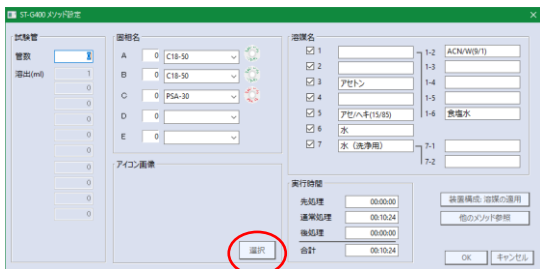 ST-G400 メソッド設定
試験管
管数
溶出(ml) 1
0
0
0
0
0
0
0
0
0
固相名
A 0 C18-50
B 0 C18-50
C 0 PSA-30
D 0
E 0
アイコン画像
選択
溶媒名
1
2
3 アセトン
4
5 アセ/ヘキ(15/85)
6 水
7 水（洗浄用）
1-2 ACN/W(9/1)
1-3
1-4
1-5
1-6 食塩水
7-1
7-2
実行時間
先処理 00:00:00
通常処理 00:10:24
後処理 00:00:00
合計 00:10:24
装置構成: 溶媒の適用
他のメソッド参照
OK キャンセル